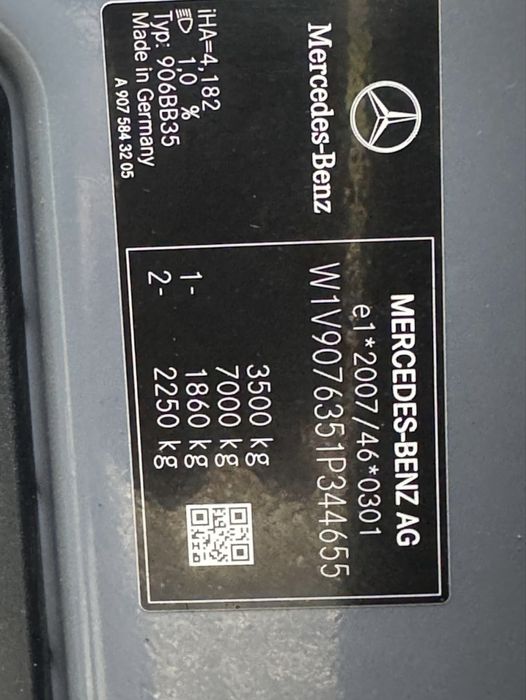 Mercedes-Benz
iHA=4,182
1,0 %
Typ: 906BB35
Made in Germany
A 907 584 32 05
MERCEDES-BENZ AG
e1*2007/46*0301
W1V9076351P344655
3500 kg
7000 kg
1- 1860 kg
2- 2250 kg